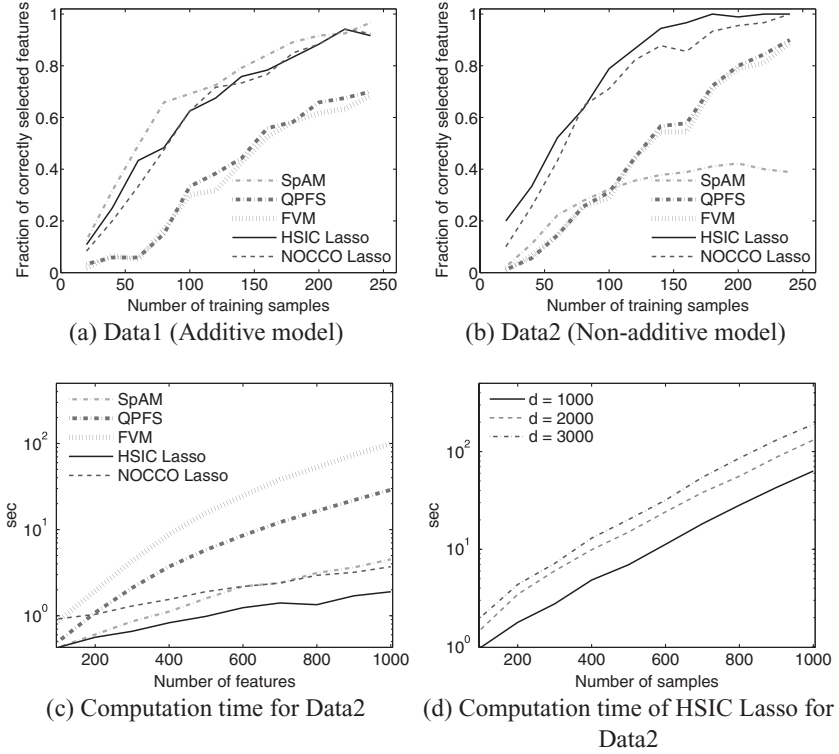 Fraction of correctly selected features
1
0.8
0.6
0.4
0.2
0
0 50 100 150 200 250
Number of training samples
SpAM
QPFS
FVM
HSIC Lasso
NOCCO Lasso
(a) Data1 (Additive model)
Fraction of correctly selected features
1
0.8
0.6
0.4
0.2
0
0 50 100 150 200 250
Number of training samples
SpAM
QPFS
FVM
HSIC Lasso
NOCCO Lasso
(b) Data2 (Non-additive model)
sec
10^2
10^1
10^0
200 400 600 800 1000
Number of features
SpAM
QPFS
FVM
HSIC Lasso
NOCCO Lasso
(c) Computation time for Data2
sec
10^2
10^1
10^0
200 400 600 800 1000
Number of samples
d = 1000
d = 2000
d = 3000
(d) Computation time of HSIC Lasso for
Data2